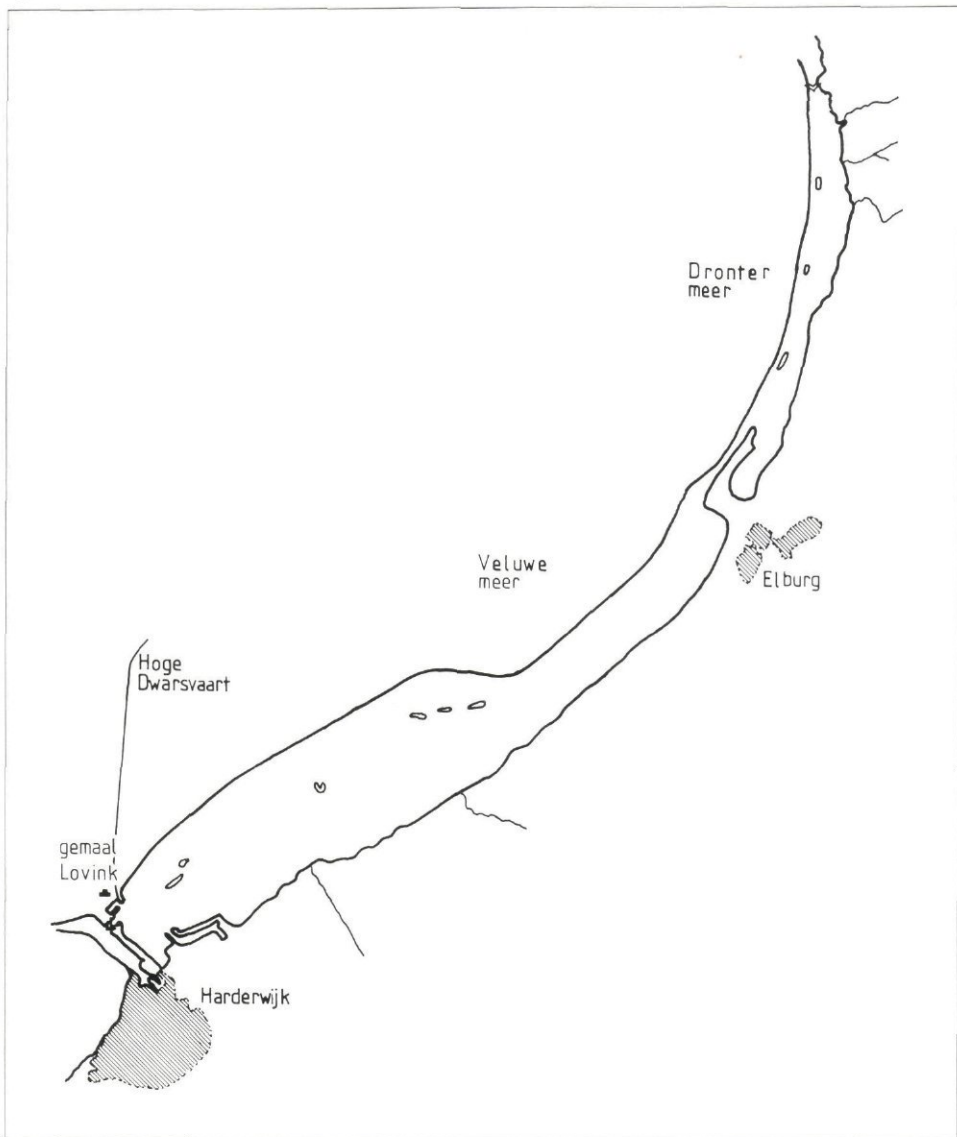 Dronter
meer
Veluwe
meer
Elburg
Hoge
Dwarsvaart
gemaal
Lovink
Harderwijk